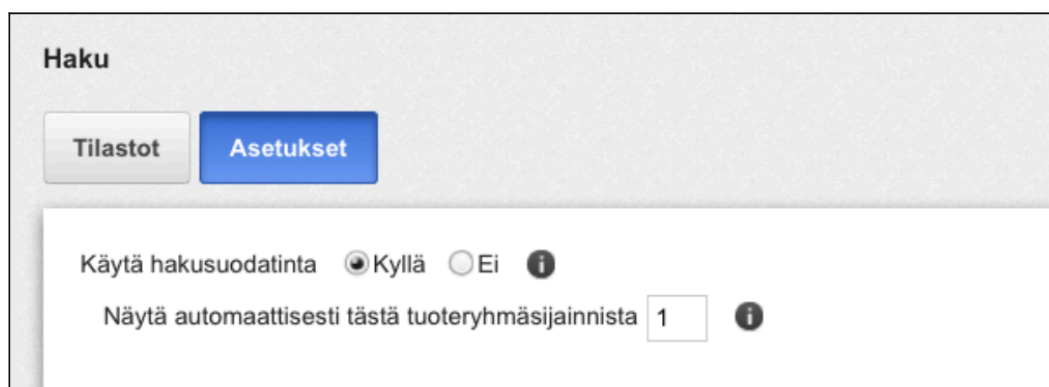 Haku
Tilastot Asetukset
Käytä hakusuodatinta Kyllä Ei
Näytä automaattisesti tästä tuoteryhmäsijainnista 1